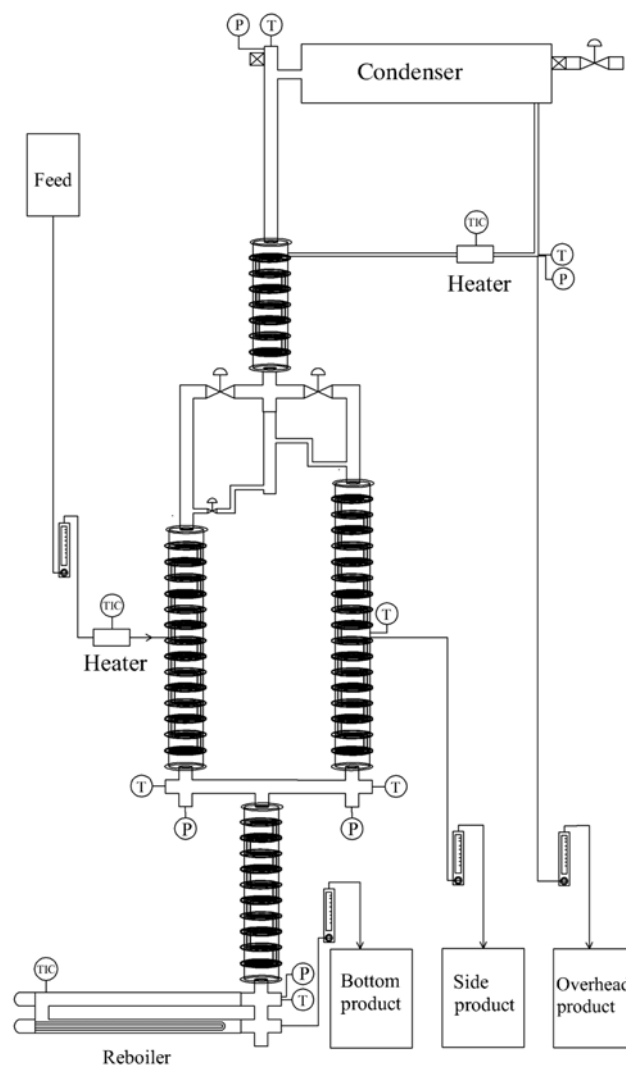 P
T
Condenser
Feed
TIC
T
Heater
P
TIC
T
Heater
T
T
P
P
P
TIC
T
Bottom
product
Side
product
Overhead
product
Reboiler